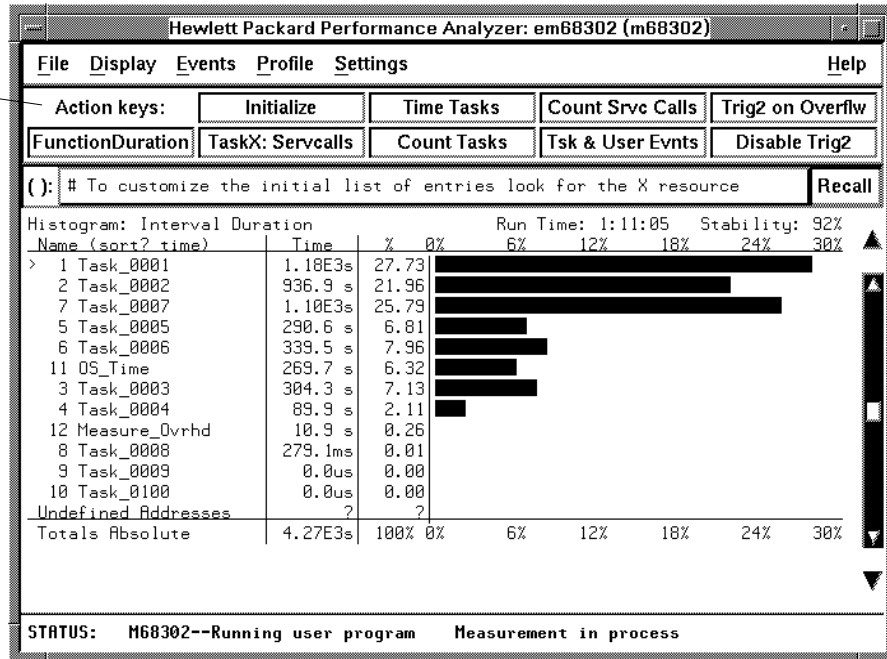 Hewlett Packard Performance Analyzer: em68302 (m68302)
File Display Events Profile Settings Help
Action keys: Initialize Time Tasks Count Srvc Calls Trig2 on Overflw
FunctionDuration TaskX: Servcalls Count Tasks Tsk & User Evnts Disable Trig2
( ): # To customize the initial list of entries look for the X resource Recall
Histogram: Interval Duration Run Time: 1:11:05 Stability: 92%
Name (sort? time) Time % 0% 6% 12% 18% 24% 30%
> 1 Task_0001 1.18E3s 27.73
2 Task_0002 936.9 s 21.96
7 Task_0007 1.10E3s 25.79
5 Task_0005 290.6 s 6.81
6 Task_0006 339.5 s 7.96
11 OS_Time 269.7 s 6.32
3 Task_0003 304.3 s 7.13
4 Task_0004 89.9 s 2.11
12 Measure_Ovrhd 10.9 s 0.26
8 Task_0008 279.1ms 0.01
9 Task_0009 0.0us 0.00
10 Task_0100 0.0us 0.00
Undefined Addresses ? ?
Totals Absolute 4.27E3s 100% 0% 6% 12% 18% 24% 30%
STATUS: M68302--Running user program Measurement in process